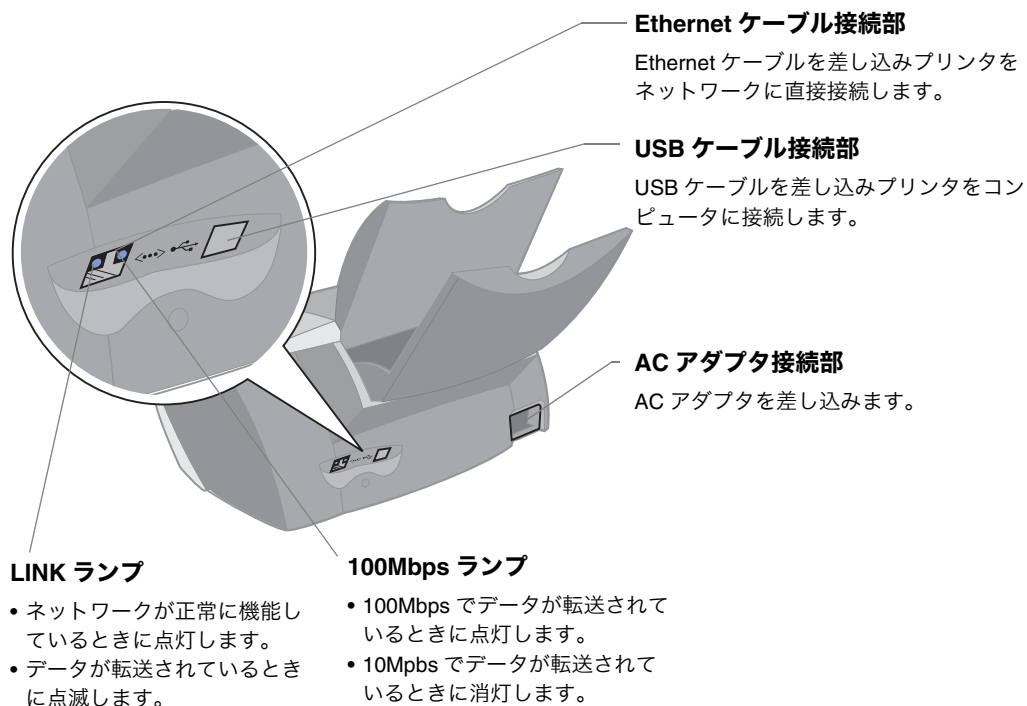 Ethernet ケーブル接続部
Ethernet ケーブルを差し込みプリンタを
ネットワークに直接接続します。
USB ケーブル接続部
USB ケーブルを差し込みプリンタをコン
ピュータに接続します。
AC アダプタ接続部
AC アダプタを差し込みます。
LINK ランプ
• ネットワークが正常に機能し
ているときに点灯します。
• データが転送されているとき
に点滅します。
100Mbps ランプ
• 100Mbps でデータが転送されて
いるときに点灯します。
• 10Mpbs でデータが転送されて
いるときに消灯します。